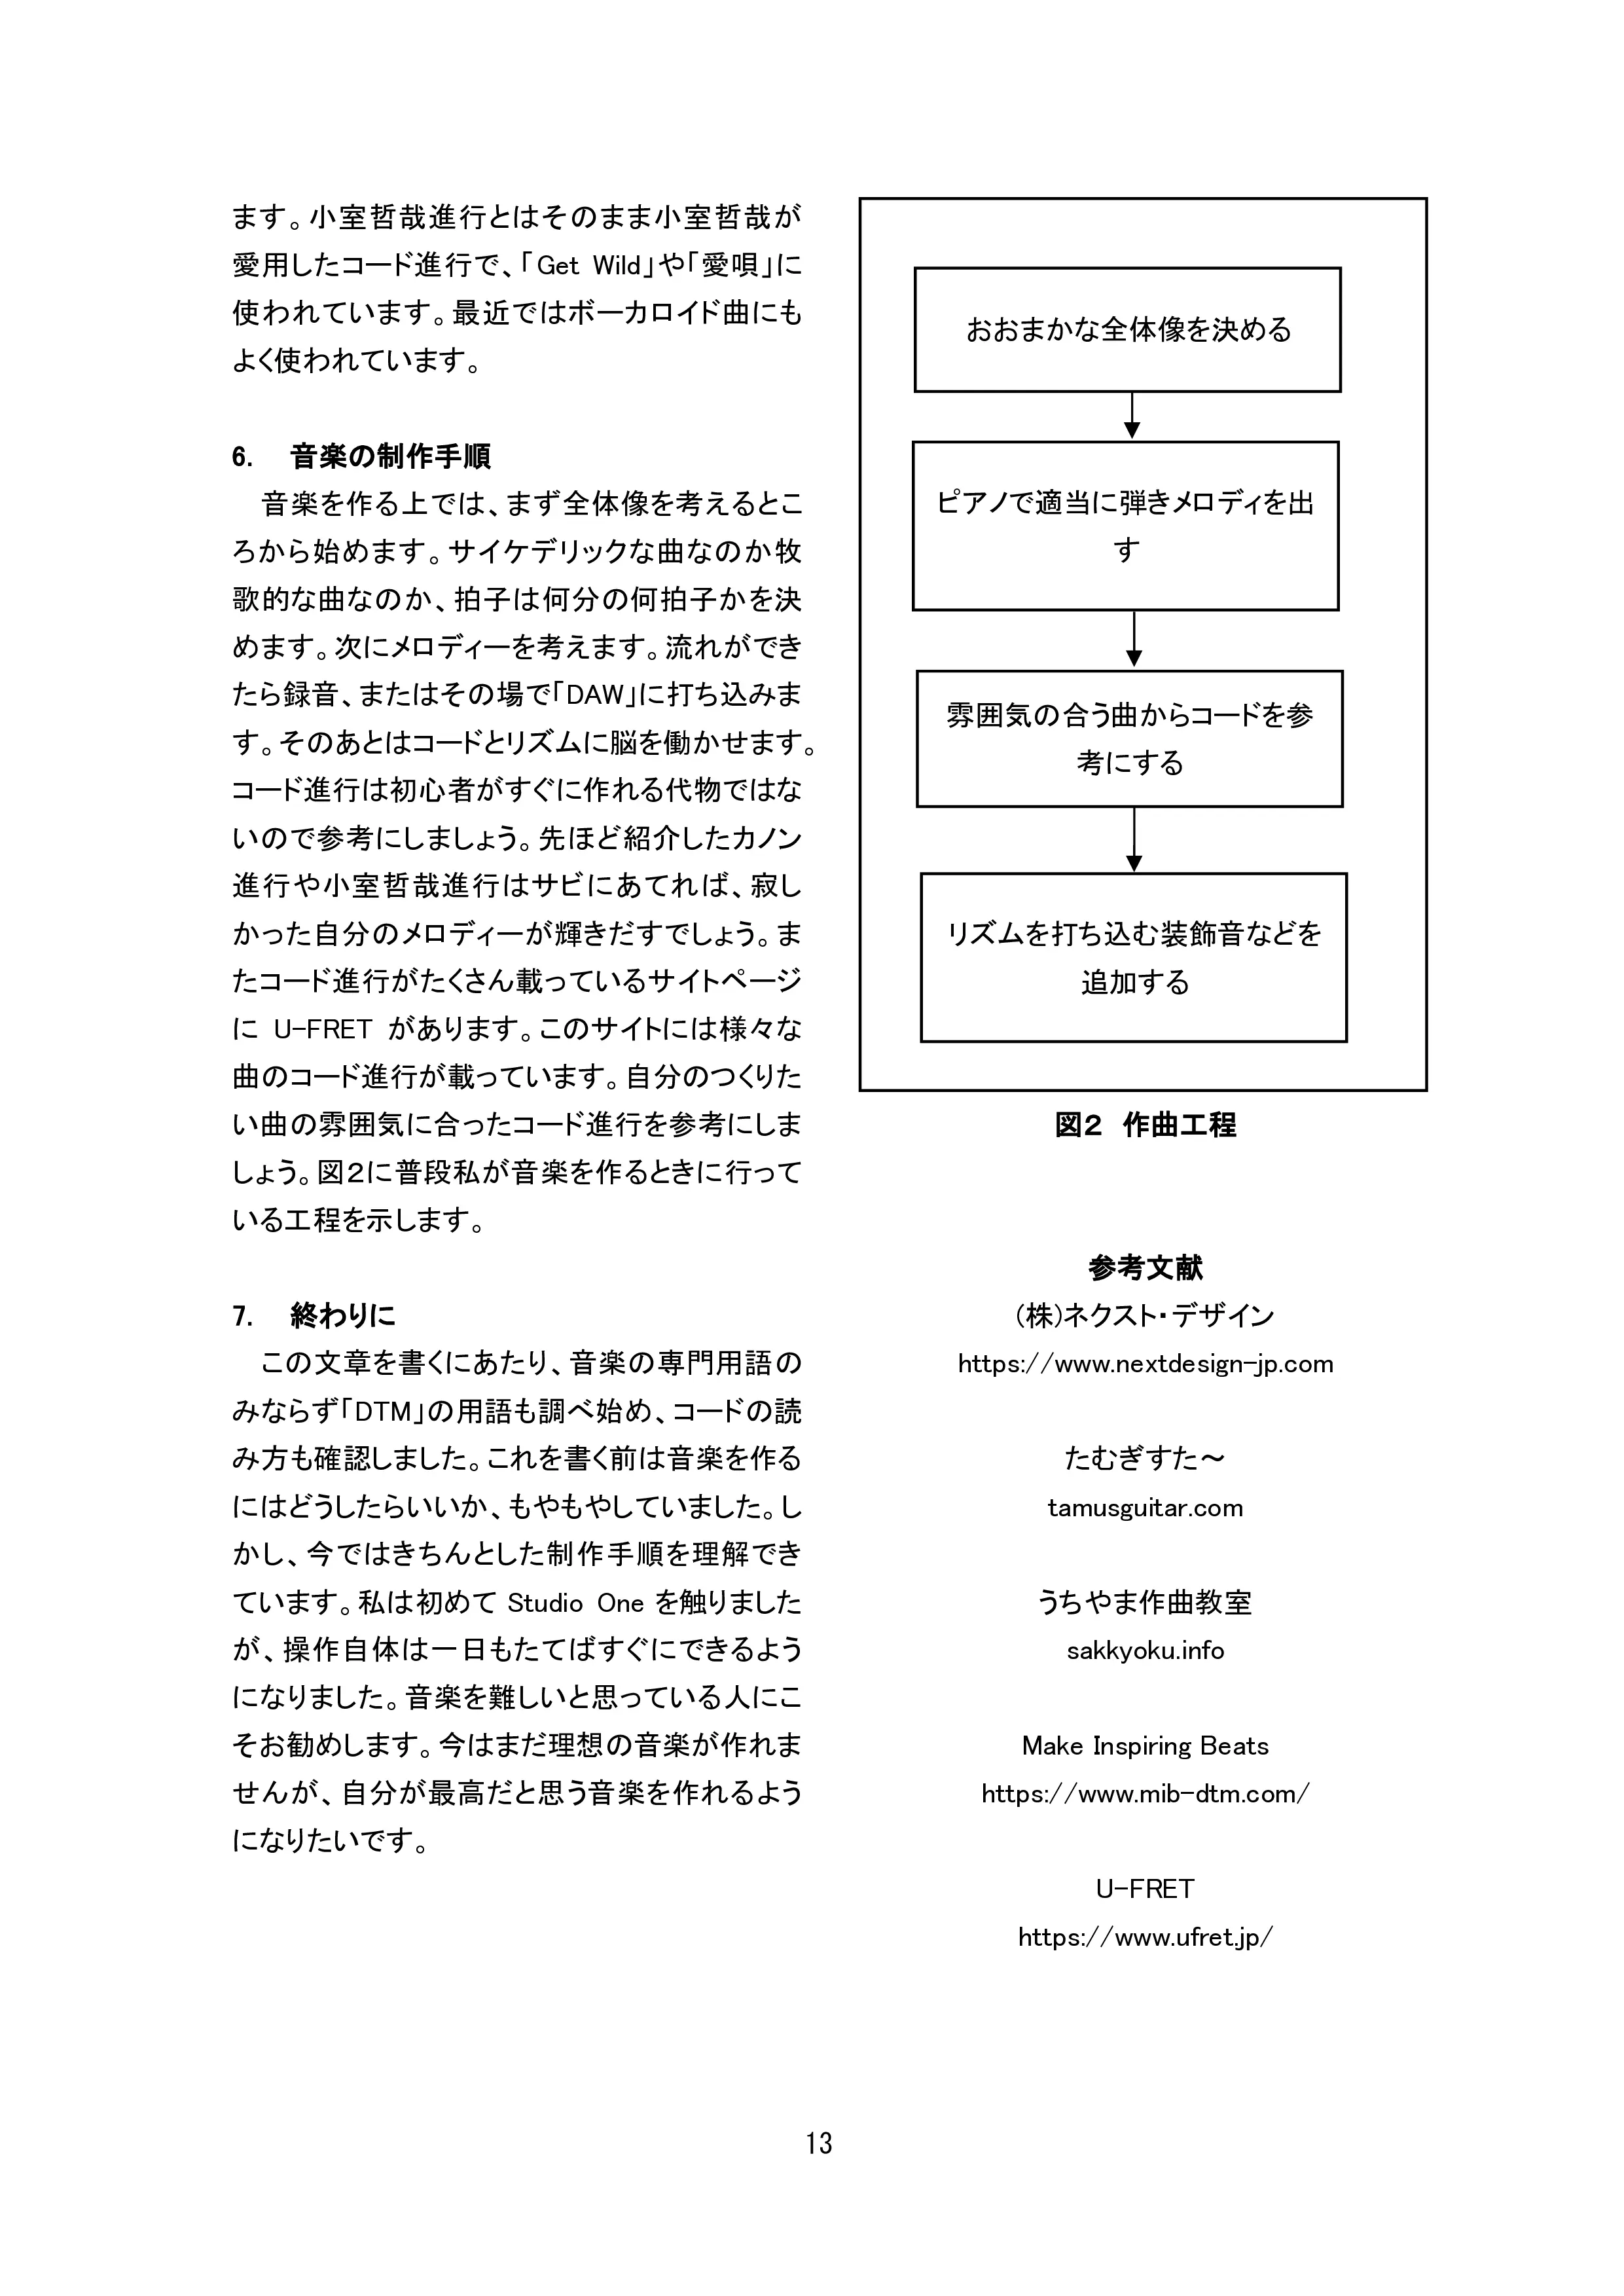 ます。小室哲哉進行とはそのまま小室哲哉が
愛用したコード進行で、「Get Wild」や「愛唄」に
使われています。最近ではボーカロイド曲にも
よく使われています。
6. 音楽の制作手順
音楽を作る上では、まず全体像を考えるとこ
ろから始めます。サイケデリックな曲なのか牧
歌的な曲なのか、拍子は何分の何拍子かを決
めます。次にメロディーを考えます。流れができ
たら録音、またはその場で「DAW」に打ち込みま
す。そのあとはコードとリズムに脳を働かせます。
コード進行は初心者がすぐに作れる代物ではな
いので参考にしましょう。先ほど紹介したカノン
進行や小室哲哉進行はサビにあてれば、寂し
かった自分のメロディーが輝きだすでしょう。ま
たコード進行がたくさん載っているサイトページ
に U-FRET があります。このサイトには様々な
曲のコード進行が載っています。自分のつくりた
い曲の雰囲気に合ったコード進行を参考にしま
しょう。図2に普段私が音楽を作るときに行って
いる工程を示します。
7. 終わりに
この文章を書くにあたり、音楽の専門用語の
みならず「DTM」の用語も調べ始め、コードの読
み方も確認しました。これを書く前は音楽を作る
にはどうしたらいいか、もやもやしていました。し
かし、今ではきちんとした制作手順を理解でき
ています。私は初めて Studio One を触りました
が、操作自体は一日もたてばすぐにできるよう
になりました。音楽を難しいと思っている人にこ
そお勧めします。今はまだ理想の音楽が作れま
せんが、自分が最高だと思う音楽を作れるよう
になりたいです。
おおまかな全体像を決める
ピアノで適当に弾きメロディを出
す
雰囲気の合う曲からコードを参
考にする
リズムを打ち込む装飾音などを
追加する
図2 作曲工程
参考文献
(株)ネクスト・デザイン
https://www.nextdesign-jp.com
たむぎすた～
tamusguitar.com
うちやま作曲教室
sakkyoku.info
Make Inspiring Beats
https://www.mib-dtm.com/
U-FRET
https://www.ufret.jp/
13